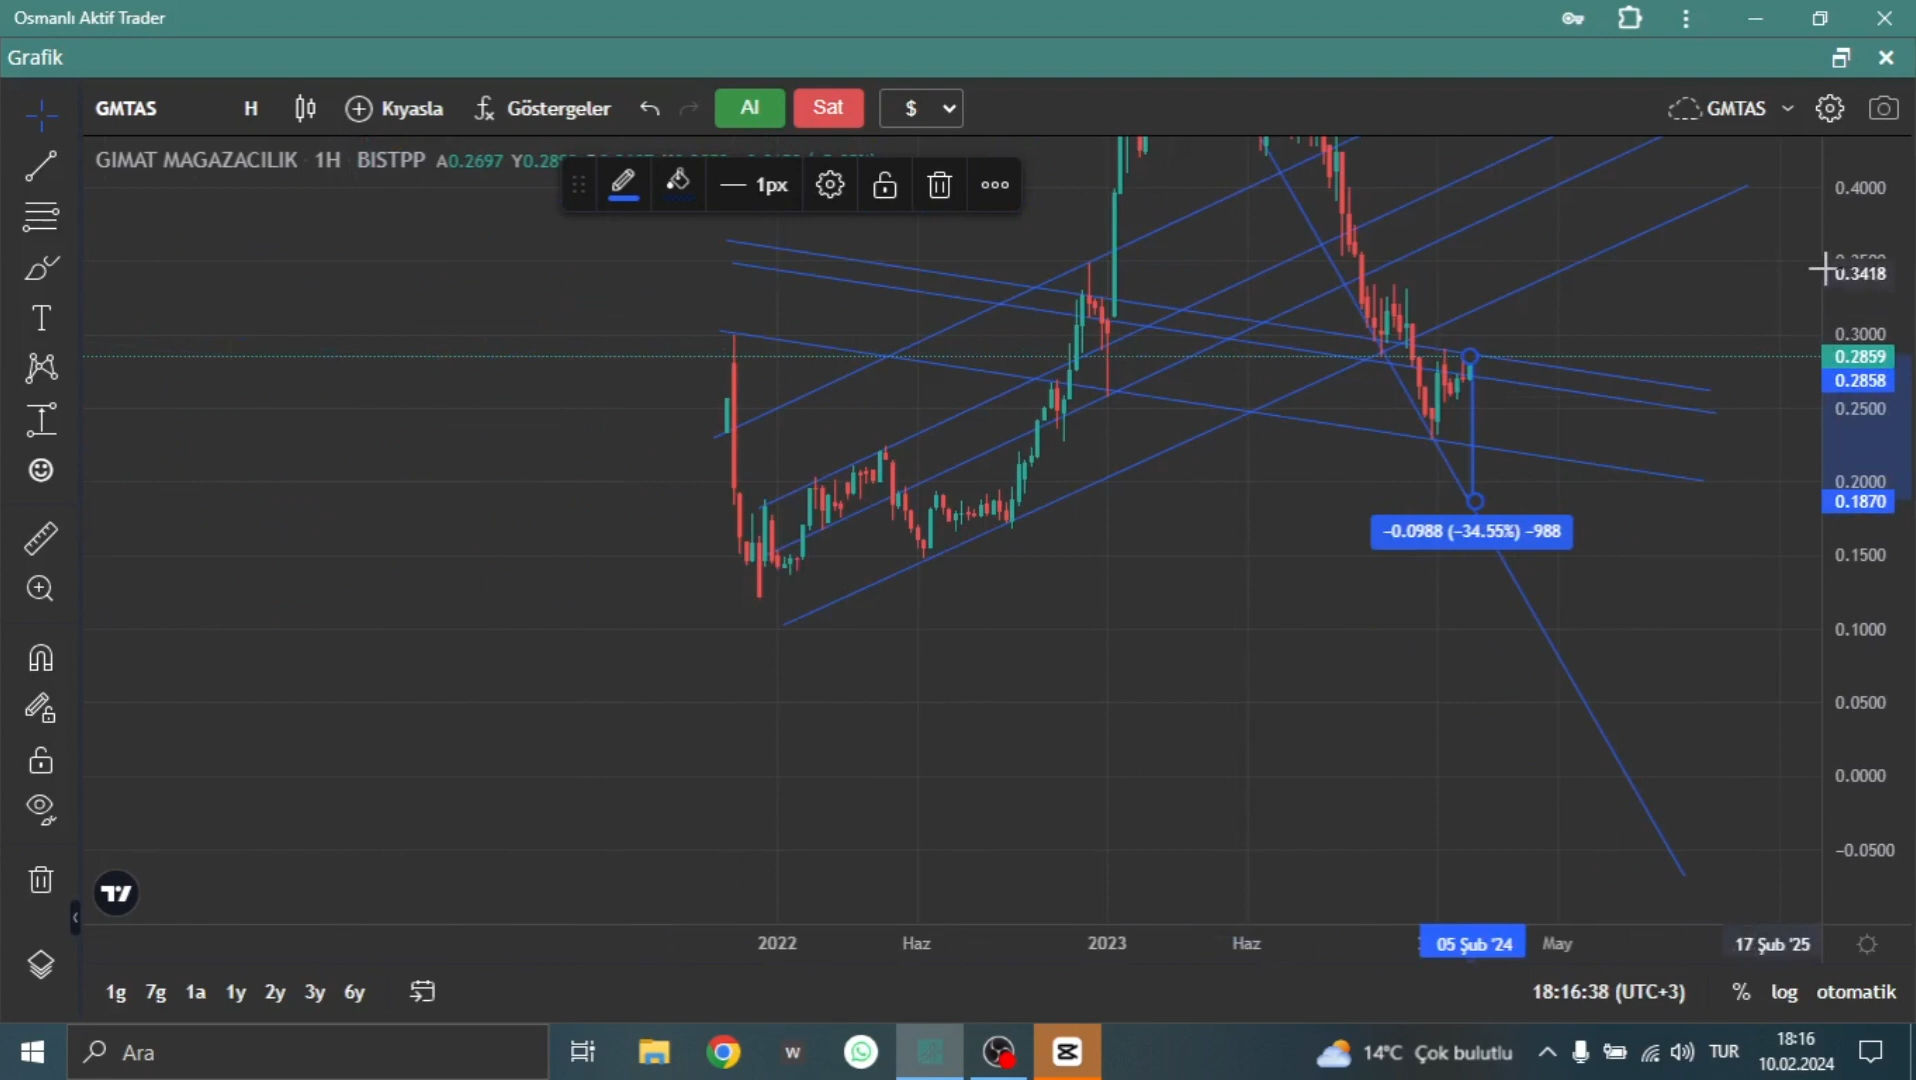 Osmanlı Aktif Trader
Grafik
GMTAS H Kıyasla Göstergeler Al Sat $ GMTAS
GIMAT MAGAZACILIK 1H BISTPP A0.2697
1px
0.4000
0.3418
0.3000
0.2859
0.2858
0.2500
0.2000
0.1870
−0.0988 (−34.55%) −988
0.1500
0.1000
0.0500
0.0000
−0.0500
2022 Haz 2023 Haz 05 Şub '24 May 17 Şub '25
1g 7g 1a 1y 2y 3y 6y 18:16:38 (UTC+3) % log otomatik
Ara 14°C Çok bulutlu TUR 18:16
10.02.2024